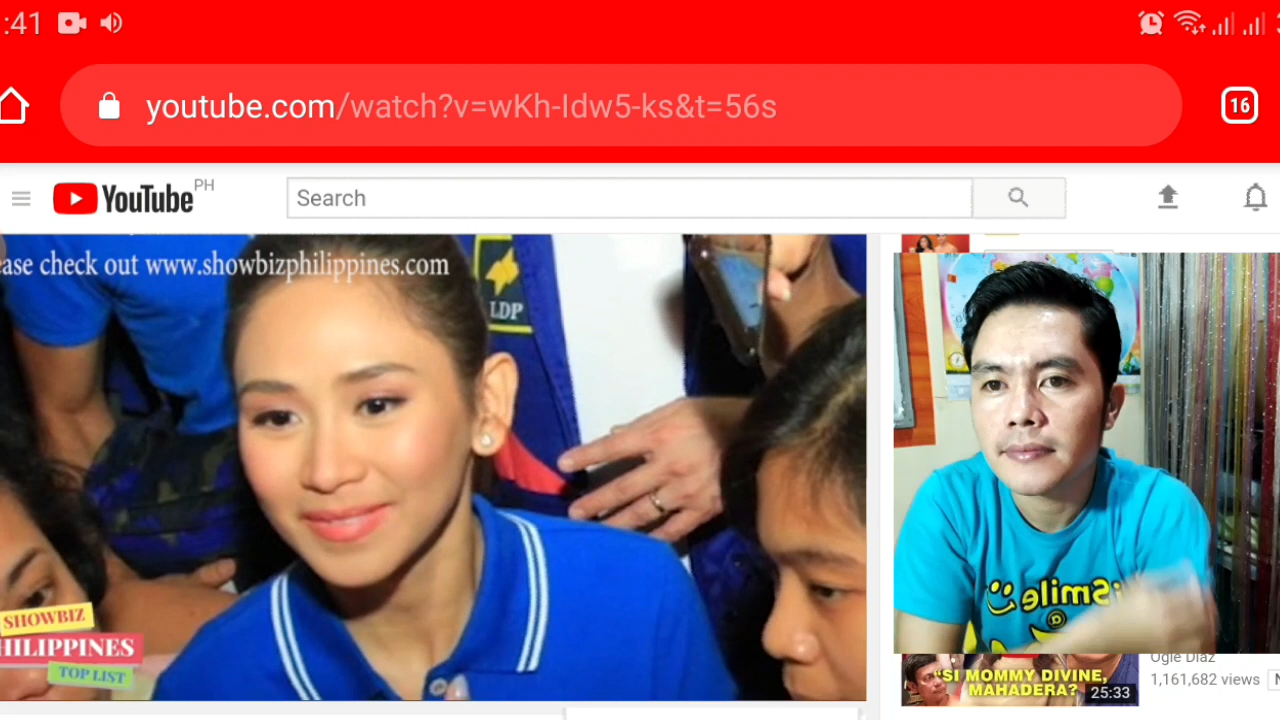 :41
youtube.com/watch?v=wKh-Idw5-ks&t=56s
16
YouTube PH
Search
ease check out www.showbizphilippines.com
LDP
SHOWBIZ
HILIPPINES
TOP LIST
iSmile
@
Ogie Diaz
1,161,682 views
"SI MOMMY DIVINE,
MAHADERA?
25:33